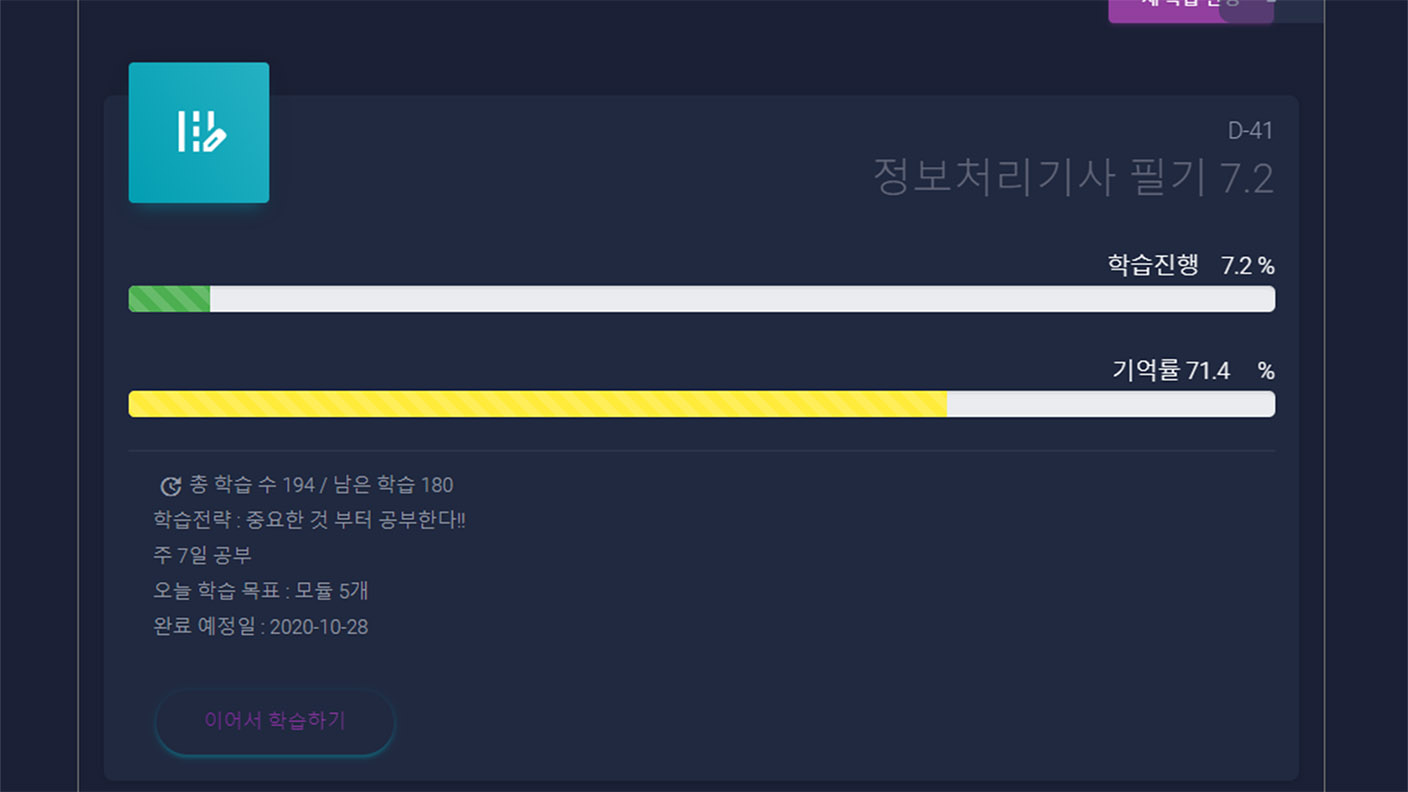 D-41
정보처리기사 필기 7.2
학습진행 7.2 %
기억률 71.4 %
총 학습 수 194 / 남은 학습 180
학습전략 : 중요한 것 부터 공부한다!!
주 7일 공부
오늘 학습 목표 : 모듈 5개
완료 예정일 : 2020-10-28
이어서 학습하기